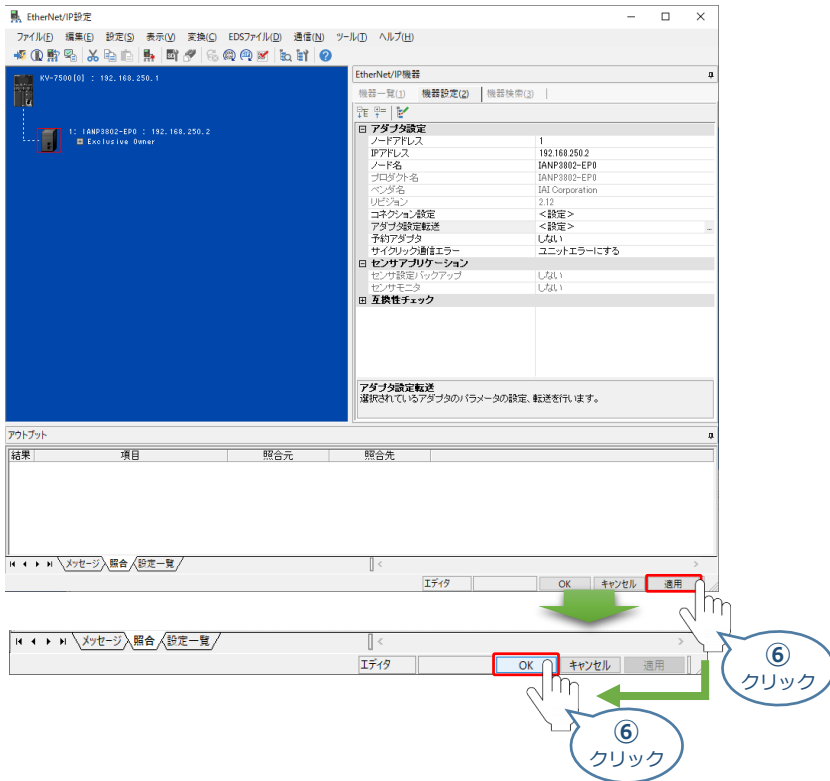 EtherNet/IP設定
ファイル(F) 編集(E) 設定(S) 表示(V) 変換(C) EDSファイル(D) 通信(N) ツール(T) ヘルプ(H)
KV-7500[0] : 192.168.250.1
1: IANP3802-EP0 : 192.168.250.2
Exclusive Owner
EtherNet/IP機器
機器一覧(1) 機器設定(2) 機器検索(3)
アダプタ設定
ノードアドレス 1
IPアドレス 192.168.250.2
ノード名 IANP3802-EP0
プロダクト名 IANP3802-EP0
ベンダ名 IAI Corporation
リビジョン 2.12
コネクション設定 <設定>
アダプタ設定転送 <設定> ...
予約アダプタ しない
サイクリック通信エラー ユニットエラーにする
センサアプリケーション
センサ設定バックアップ しない
センサモニタ しない
互換性チェック
アダプタ設定転送
選択されているアダプタのパラメータの設定、転送を行います。
アウトプット
結果 項目 照合元 照合先
メッセージ 照合 設定一覧
エディタ OK キャンセル 適用
メッセージ 照合 設定一覧
エディタ OK キャンセル 適用
⑥
クリック
⑥
クリック